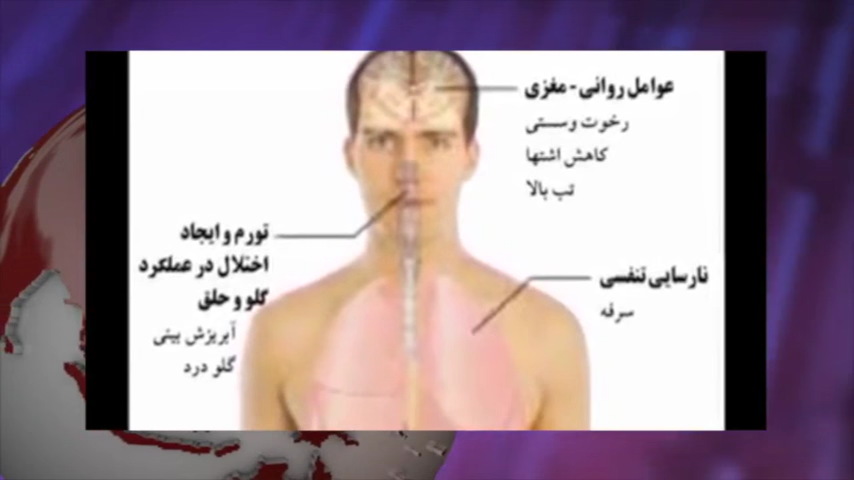 عوامل روانی - مغزی
رخوت وسستی
کاهش اشتها
تب بالا
تورم و ایجاد
اختلال در عملکرد
گلو و حلق
آبریزش بینی
گلو درد
نارسایی تنفسی
سرفه